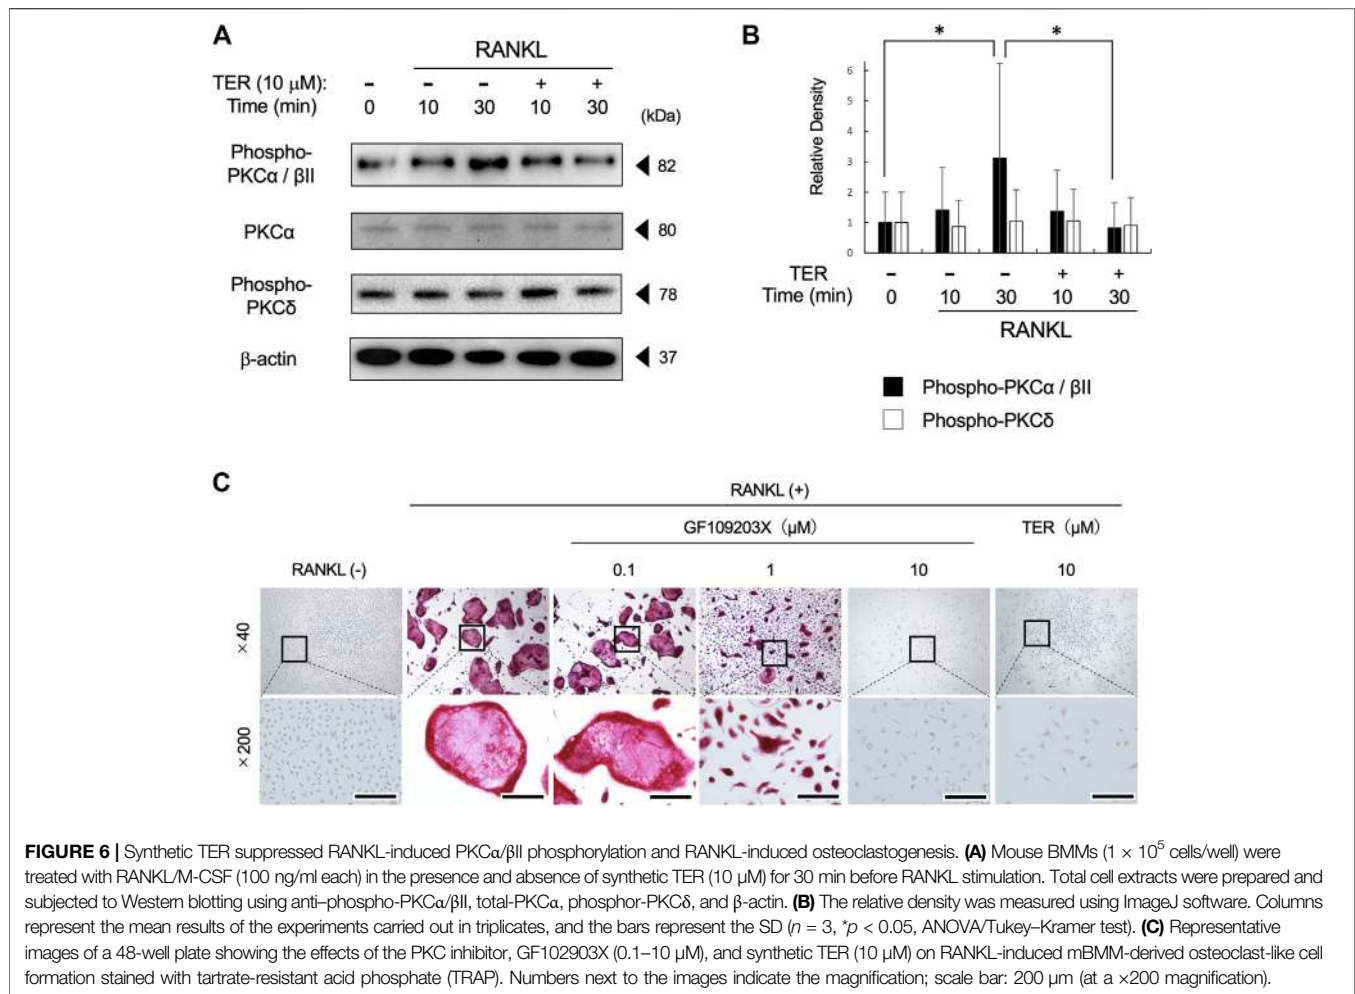 A
RANKL
TER (10 μM): – – – + +
Time (min) 0 10 30 10 30
(kDa)
Phospho-
PKCα / βII
82
PKCα
80
Phospho-
PKCδ
78
β-actin
37
B
* *
Relative Density
6
5
4
3
2
1
0
TER – – – + +
Time (min) 0 10 30 10 30
RANKL
Phospho-PKCα / βII
Phospho-PKCδ
C
RANKL (+)
GF109203X (μM) TER (μM)
RANKL (-) 0.1 1 10 10
×40
×200
FIGURE 6 | Synthetic TER suppressed RANKL-induced PKCα/βII phosphorylation and RANKL-induced osteoclastogenesis. (A) Mouse BMMs (1 × 10⁵ cells/well) were
treated with RANKL/M-CSF (100 ng/ml each) in the presence and absence of synthetic TER (10 μM) for 30 min before RANKL stimulation. Total cell extracts were prepared and
subjected to Western blotting using anti–phospho-PKCα/βII, total-PKCα, phosphor-PKCδ, and β-actin. (B) The relative density was measured using ImageJ software. Columns
represent the mean results of the experiments carried out in triplicates, and the bars represent the SD (n = 3, *p < 0.05, ANOVA/Tukey–Kramer test). (C) Representative
images of a 48-well plate showing the effects of the PKC inhibitor, GF102903X (0.1–10 μM), and synthetic TER (10 μM) on RANKL-induced mBMM-derived osteoclast-like cell
formation stained with tartrate-resistant acid phosphate (TRAP). Numbers next to the images indicate the magnification; scale bar: 200 μm (at a ×200 magnification).